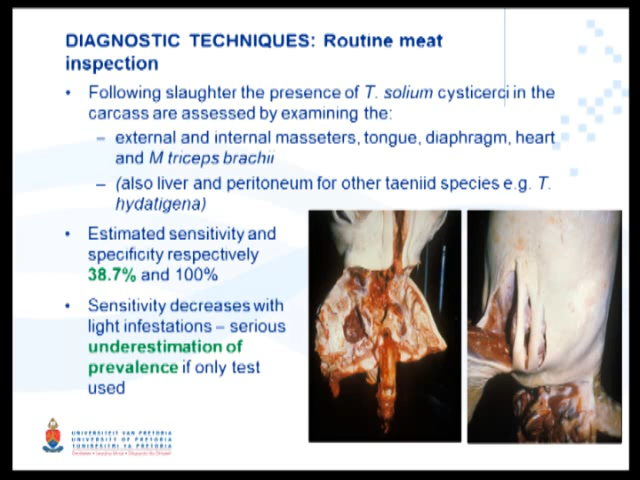 DIAGNOSTIC TECHNIQUES: Routine meat
inspection
• Following slaughter the presence of T. solium cysticerci in the
carcass are assessed by examining the:
– external and internal masseters, tongue, diaphragm, heart
and M triceps brachii
– (also liver and peritoneum for other taeniid species e.g. T.
hydatigena)
• Estimated sensitivity and
specificity respectively
38.7% and 100%
• Sensitivity decreases with
light infestations – serious
underestimation of
prevalence if only test
used
UNIVERSITEIT VAN PRETORIA
UNIVERSITY OF PRETORIA
YUNIBESITHI YA PRETORIA